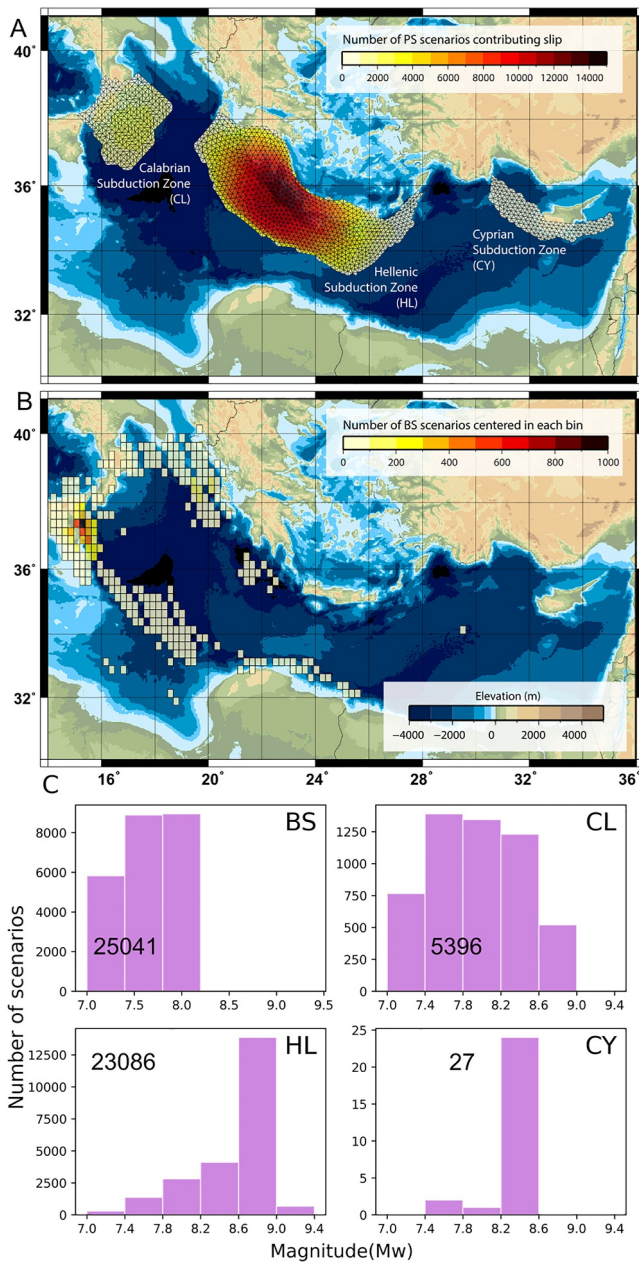 A
40°
36°
32°
Number of PS scenarios contributing slip
0 2000 4000 6000 8000 10000 12000 14000
Calabrian
Subduction Zone
(CL)
Hellenic
Subduction Zone
(HL)
Cyprian
Subduction Zone
(CY)
B
40°
36°
32°
Number of BS scenarios centered in each bin
0 200 400 600 800 1000
Elevation (m)
−4000 −2000 0 2000 4000
16° 20° 24° 28° 32° 36°
C
Number of scenarios
BS
8000
6000
4000
2000
0
25041
7.0 7.5 8.0 8.5 9.0 9.5
CL
1250
1000
750
500
250
0
5396
7.0 7.4 7.8 8.2 8.6 9.0 9.4
HL
12500
10000
7500
5000
2500
0
23086
7.0 7.4 7.8 8.2 8.6 9.0 9.4
CY
25
20
15
10
5
0
27
7.0 7.4 7.8 8.2 8.6 9.0 9.4
Magnitude(Mw)